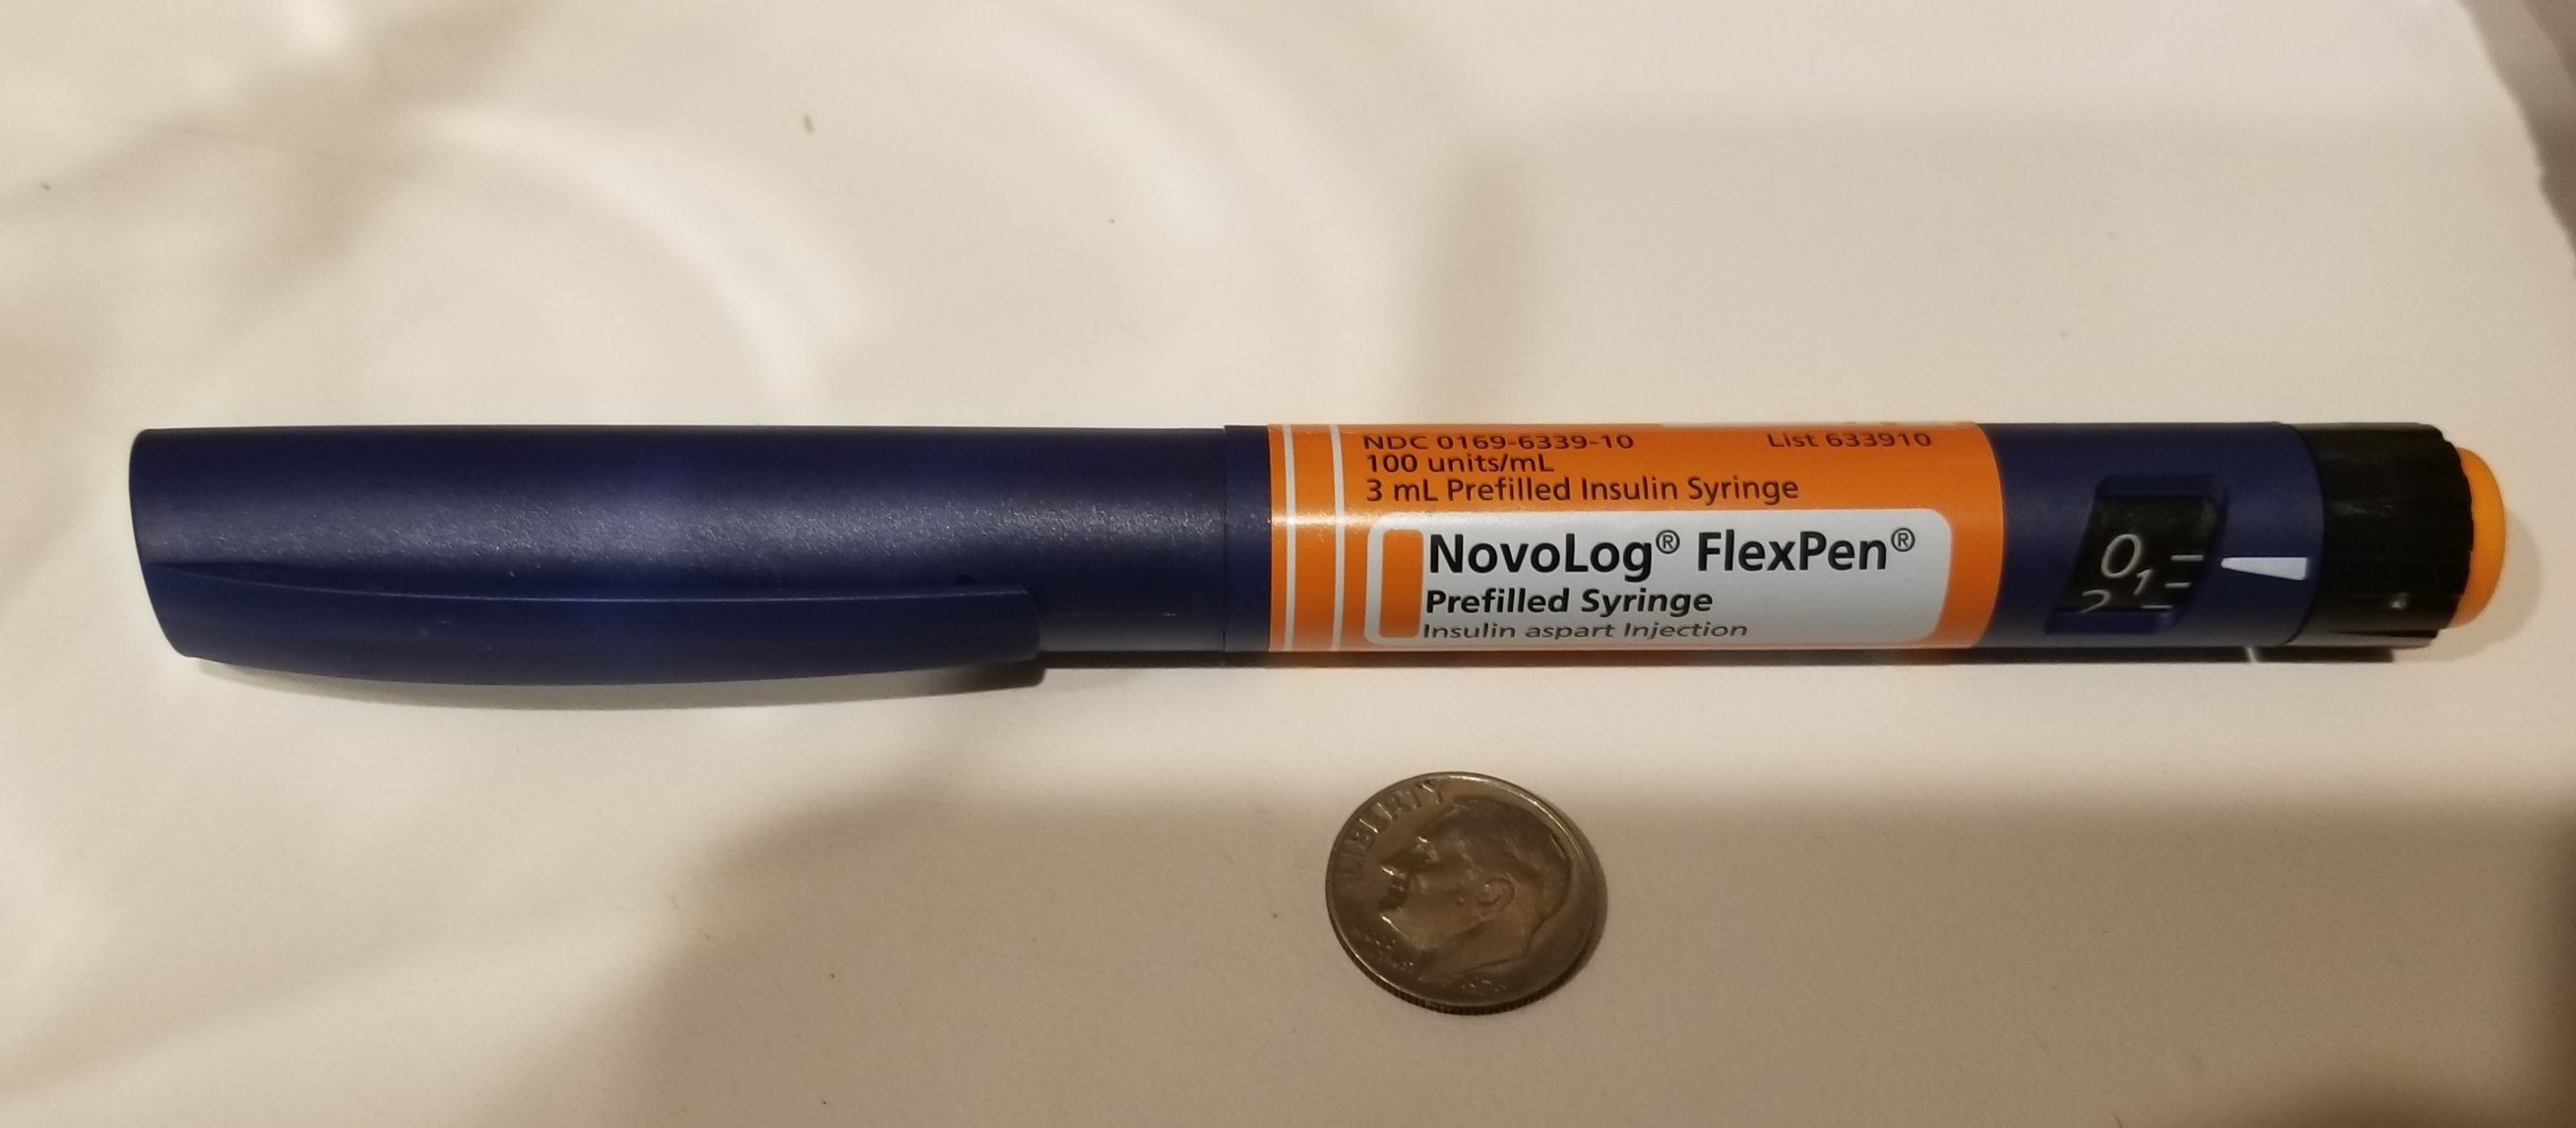 NDC 0169-6339-10
List 633910
100 units/mL
3 mL Prefilled Insulin Syringe
NovoLog® FlexPen®
Prefilled Syringe
Insulin aspart Injection
0
1
2
LIBERTY